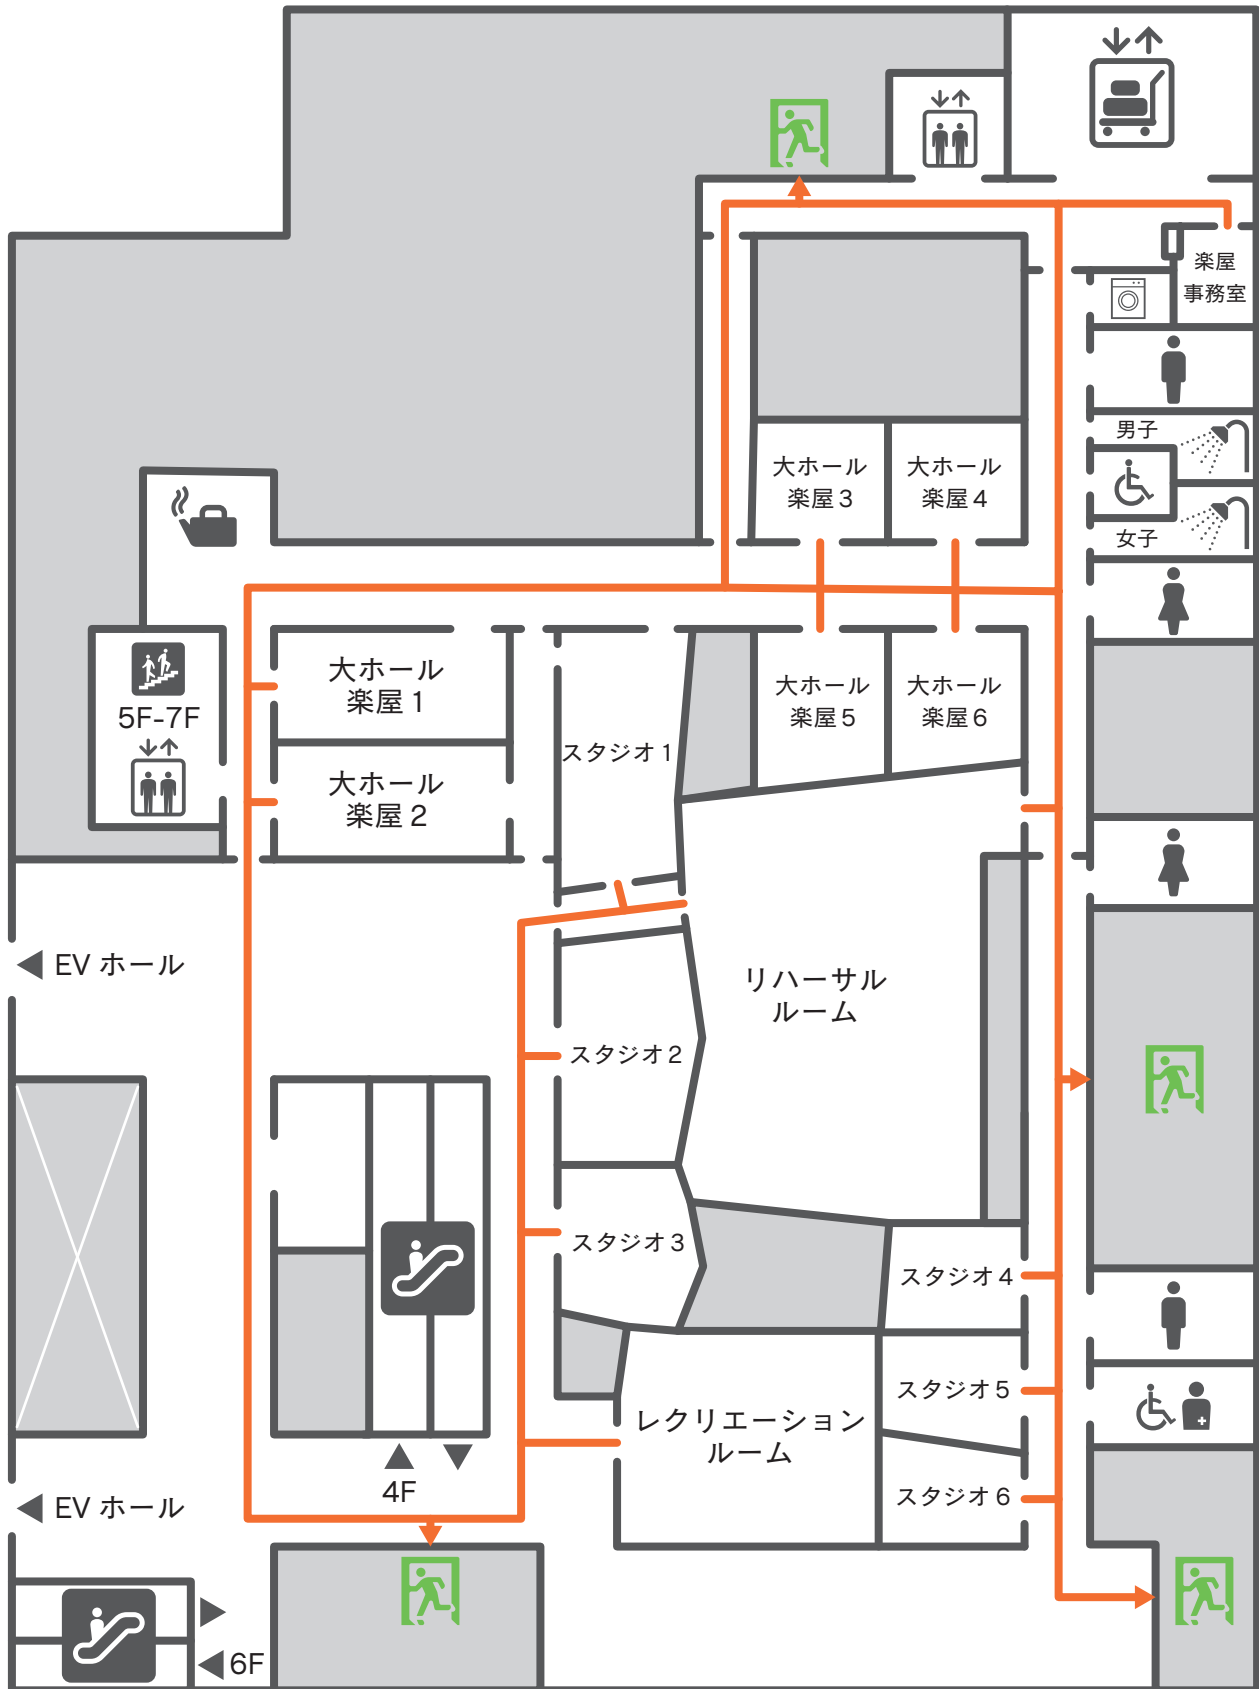 楽屋
事務室
男子
女子
大ホール
楽屋3
大ホール
楽屋4
5F-7F
大ホール
楽屋1
大ホール
楽屋2
スタジオ1
大ホール
楽屋5
大ホール
楽屋6
EV ホール
リハーサル
ルーム
スタジオ2
スタジオ3
スタジオ4
スタジオ5
レクリエーション
ルーム
スタジオ6
4F
EV ホール
6F